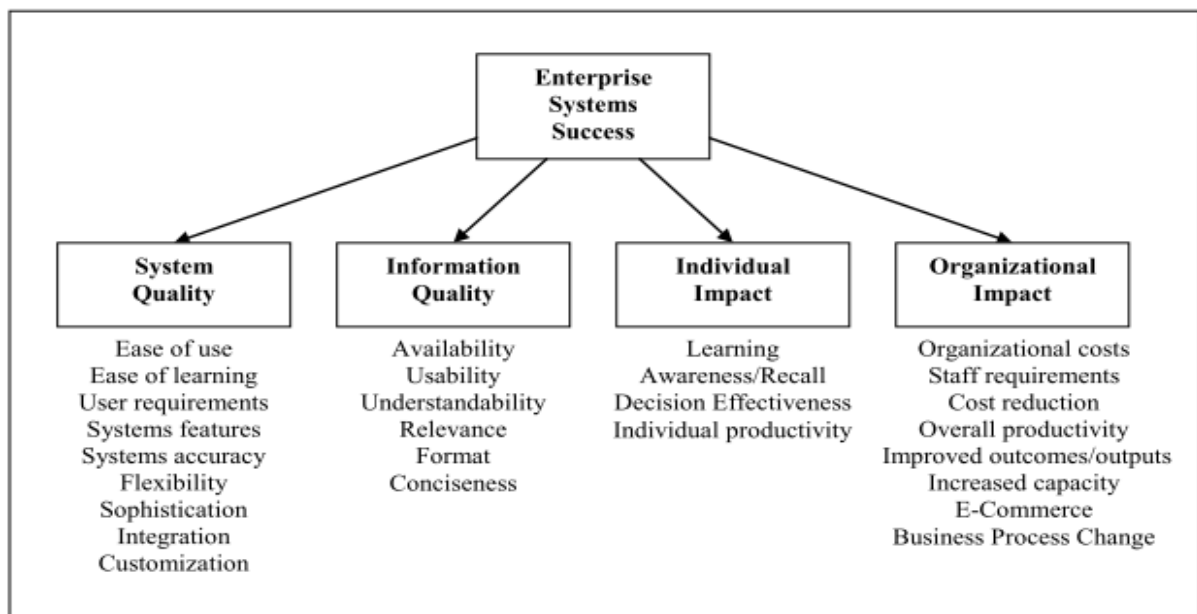 Enterprise
Systems
Success
System
Quality
Ease of use
Ease of learning
User requirements
Systems features
Systems accuracy
Flexibility
Sophistication
Integration
Customization
Information
Quality
Availability
Usability
Understandability
Relevance
Format
Conciseness
Individual
Impact
Learning
Awareness/Recall
Decision Effectiveness
Individual productivity
Organizational
Impact
Organizational costs
Staff requirements
Cost reduction
Overall productivity
Improved outcomes/outputs
Increased capacity
E-Commerce
Business Process Change